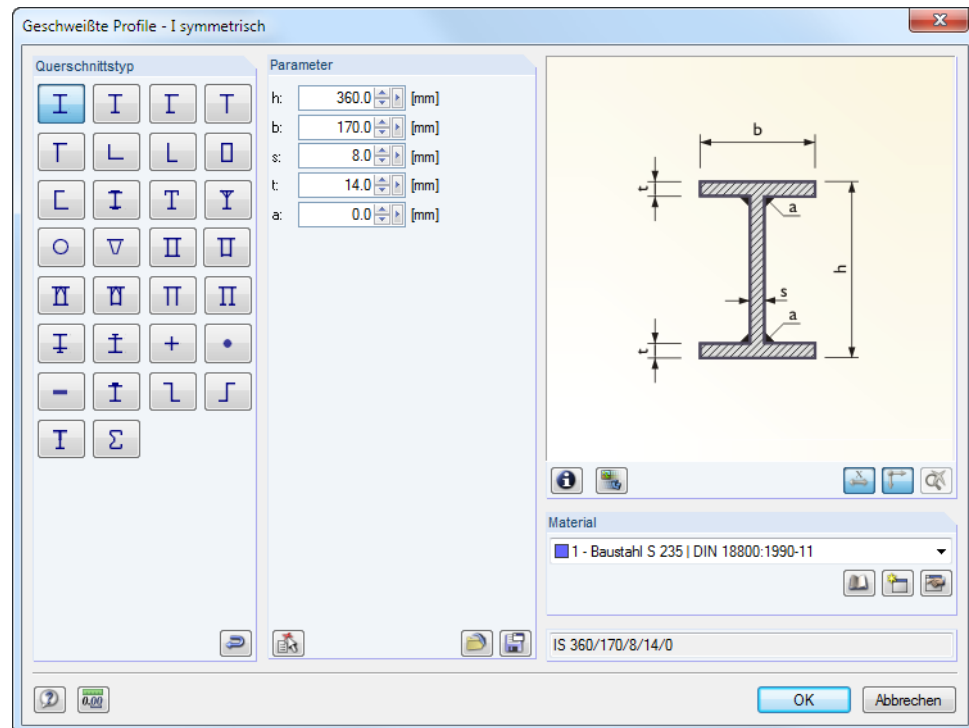 Geschweißte Profile - I symmetrisch
Querschnittstyp
Parameter
h: 360.0 [mm]
b: 170.0 [mm]
s: 8.0 [mm]
t: 14.0 [mm]
a: 0.0 [mm]
b
t
a
h
s
a
t
X
Material
1 - Baustahl S 235 | DIN 18800:1990-11
IS 360/170/8/14/0
0.00
OK
Abbrechen